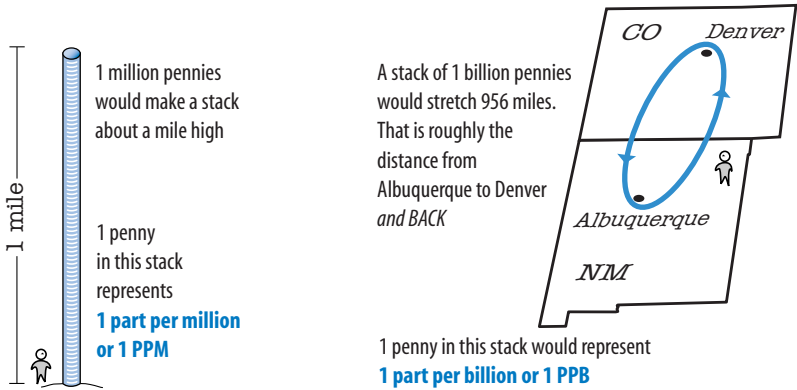 1 mile
1 million pennies
would make a stack
about a mile high
1 penny
in this stack
represents
1 part per million
or 1 PPM
A stack of 1 billion pennies
would stretch 956 miles.
That is roughly the
distance from
Albuquerque to Denver
and BACK
CO
Denver
Albuquerque
NM
1 penny in this stack would represent
1 part per billion or 1 PPB